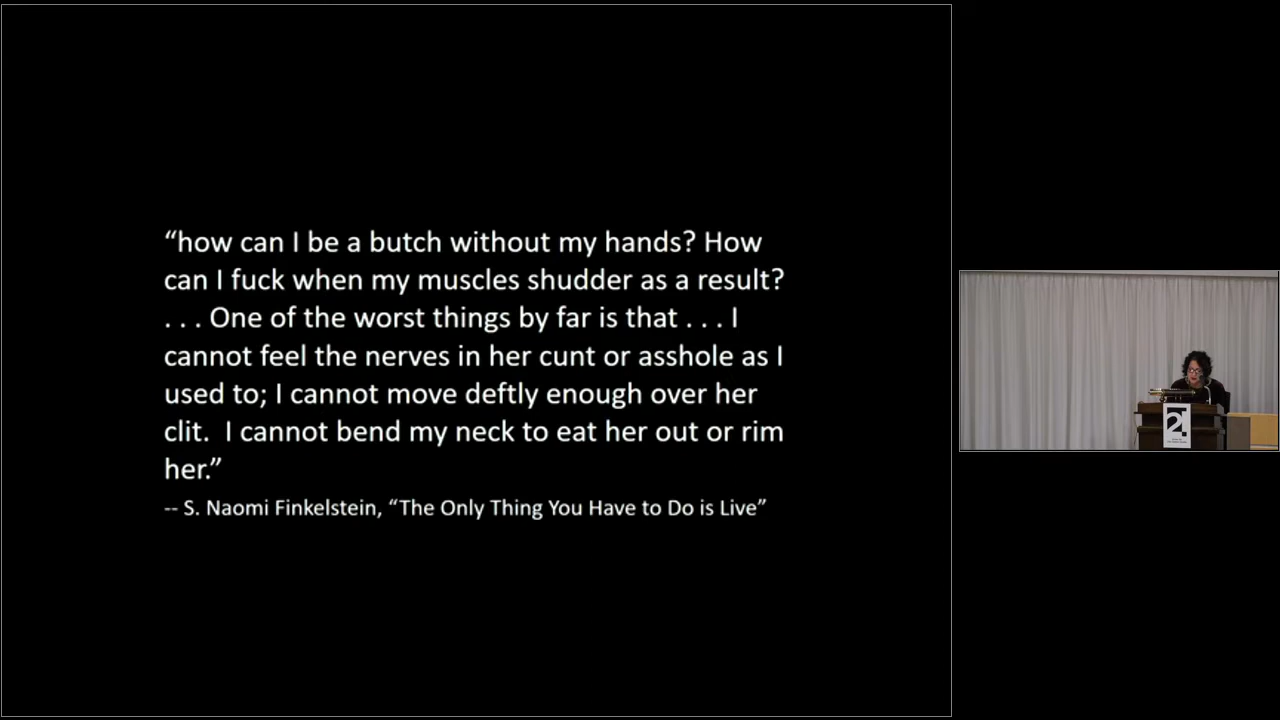 “how can I be a butch without my hands? How
can I fuck when my muscles shudder as a result?
. . . One of the worst things by far is that . . . I
cannot feel the nerves in her cunt or asshole as I
used to; I cannot move deftly enough over her
clit.  I cannot bend my neck to eat her out or rim
her.”
-- S. Naomi Finkelstein, “The Only Thing You Have to Do is Live”
2